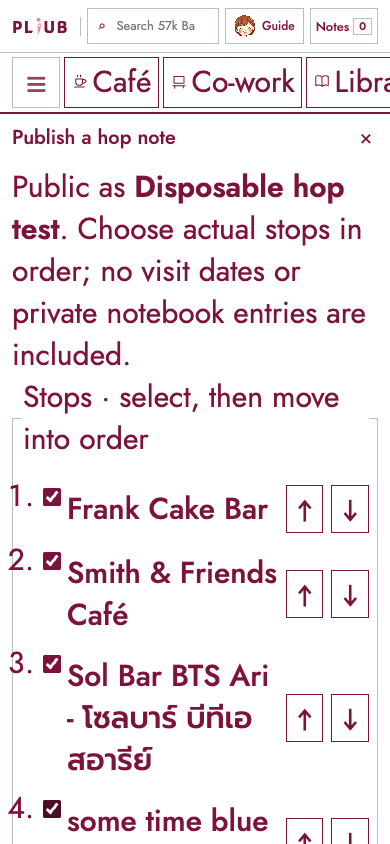 PLUB
Search 57k Ba
Guide
Notes 0
Café
Co-work
Libra
Publish a hop note
×
Public as Disposable hop
test. Choose actual stops in
order; no visit dates or
private notebook entries are
included.
Stops · select, then move
into order
1. Frank Cake Bar ↑ ↓
2. Smith & Friends
Café ↑ ↓
3. Sol Bar BTS Ari
- โซลบาร์ บีทีเอ
สอารีย์ ↑ ↓
4. some time blue ↑ ↓